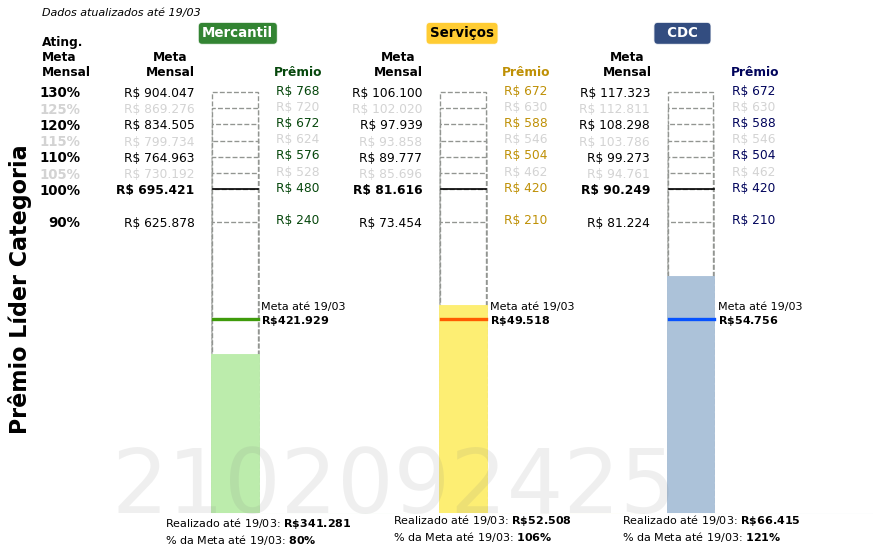 Dados atualizados até 19/03
Mercantil Serviços CDC
Ating.
Meta Meta Meta Meta
Mensal Mensal Prêmio Mensal Prêmio Mensal Prêmio
130% R$ 904.047 R$ 768 R$ 106.100 R$ 672 R$ 117.323 R$ 672
125% R$ 869.276 R$ 720 R$ 102.020 R$ 630 R$ 112.811 R$ 630
120% R$ 834.505 R$ 672 R$ 97.939 R$ 588 R$ 108.298 R$ 588
115% R$ 799.734 R$ 624 R$ 93.858 R$ 546 R$ 103.786 R$ 546
110% R$ 764.963 R$ 576 R$ 89.777 R$ 504 R$ 99.273 R$ 504
105% R$ 730.192 R$ 528 R$ 85.696 R$ 462 R$ 94.761 R$ 462
100% R$ 695.421 R$ 480 R$ 81.616 R$ 420 R$ 90.249 R$ 420
90% R$ 625.878 R$ 240 R$ 73.454 R$ 210 R$ 81.224 R$ 210
Prêmio Líder Categoria
Meta até 19/03 Meta até 19/03 Meta até 19/03
R$421.929 R$49.518 R$54.756
2102092425
Realizado até 19/03: R$341.281 Realizado até 19/03: R$52.508 Realizado até 19/03: R$66.415
% da Meta até 19/03: 80% % da Meta até 19/03: 106% % da Meta até 19/03: 121%